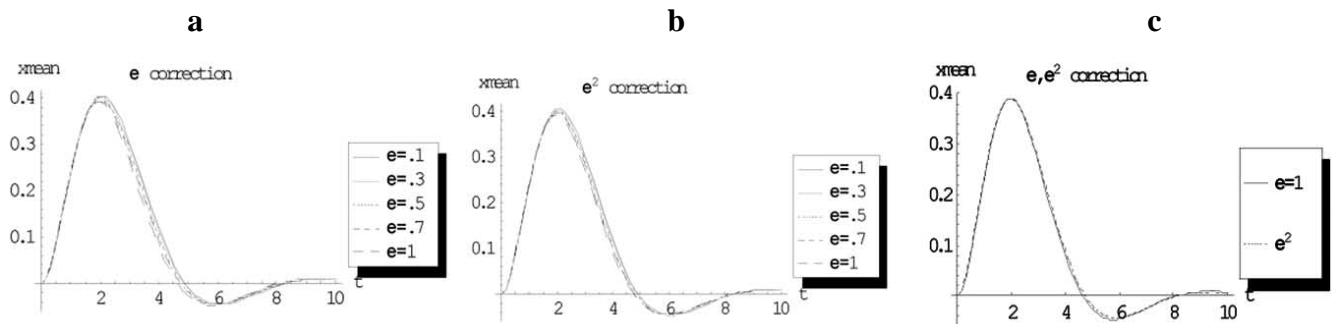 a
xmean
e correction
0.4
0.3
0.2
0.1
2 4 6 8 10
t
e=.1
e=.3
e=.5
e=.7
e=1
b
xmean
e² correction
0.4
0.3
0.2
0.1
2 4 6 8 10
t
e=.1
e=.3
e=.5
e=.7
e=1
c
xmean
e,e² correction
0.4
0.3
0.2
0.1
2 4 6 8 10
t
e=1
e²